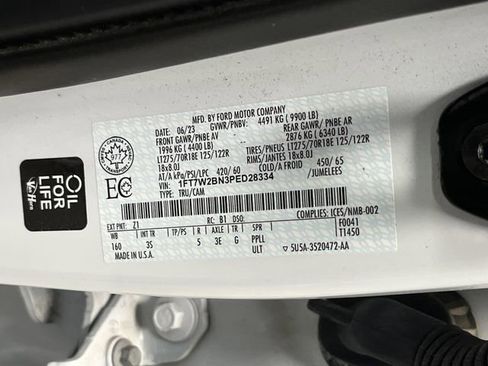 MFD. BY FORD MOTOR COMPANY
06/23 GVWR/PNBV: 4491 KG (9900 LB)
FRONT GAWR/PNBE AV - REAR GAWR/ PNBE AR
1996 KG (4400 LB) 2876 KG (6340 LB)
LT275/70R18E 125/122R TIRES/PNEUS LT275/70R18E 125/122R
18x8.0J RIMS/JANTES 18x8.0J
AT/A kPa/PSI/LPC 420/60 COLD/A FROID 450/65
VIN: 1FT7W2BN3PED28334 /JUMELEES
TYPE: TRU/CAM
977
EC
EXT PNT: Z1 RC: B1 DSO: COMPLIES: ICES/NMB-002
WB INT TR TP/PS R AXLE TR SPR F0041
160 3S 5 3E G PPLL T1450
ULT
MADE IN U.S.A. ▽ 5U5A-3520472-AA
OIL
FOR
LIFE